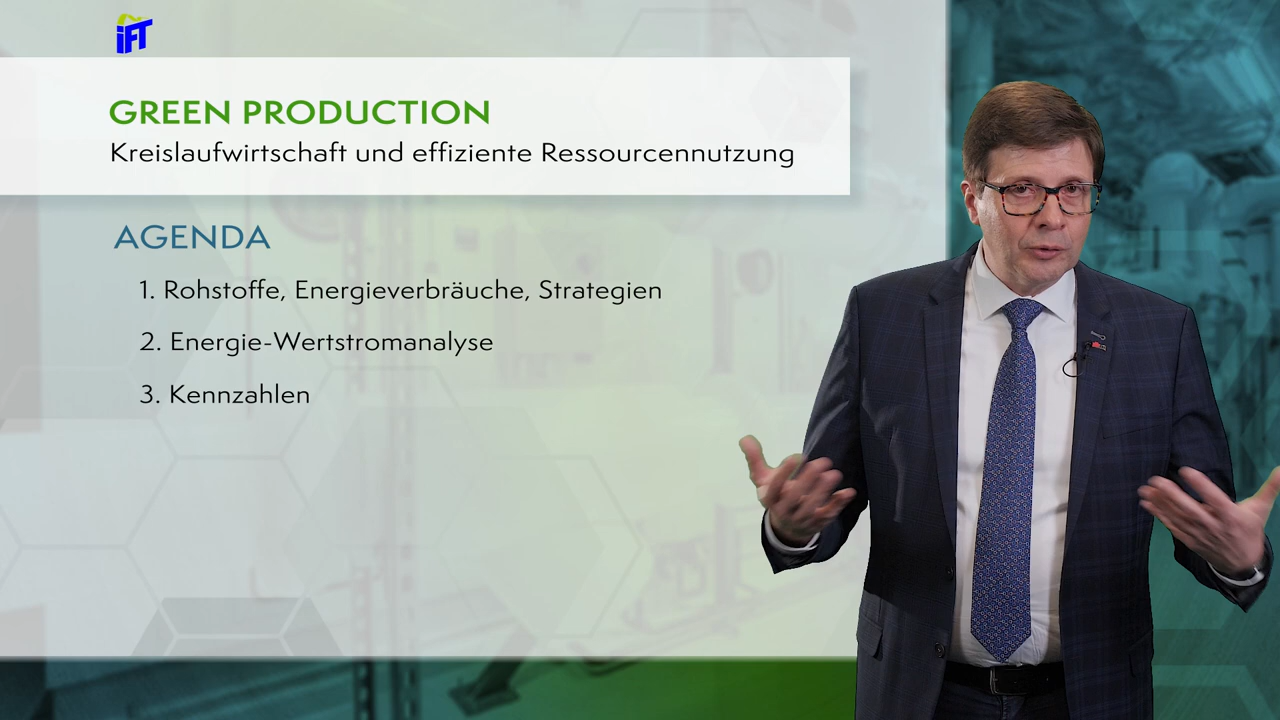 iFT
GREEN PRODUCTION
Kreislaufwirtschaft und effiziente Ressourcennutzung
AGENDA
1. Rohstoffe, Energieverbräuche, Strategien
2. Energie-Wertstromanalyse
3. Kennzahlen